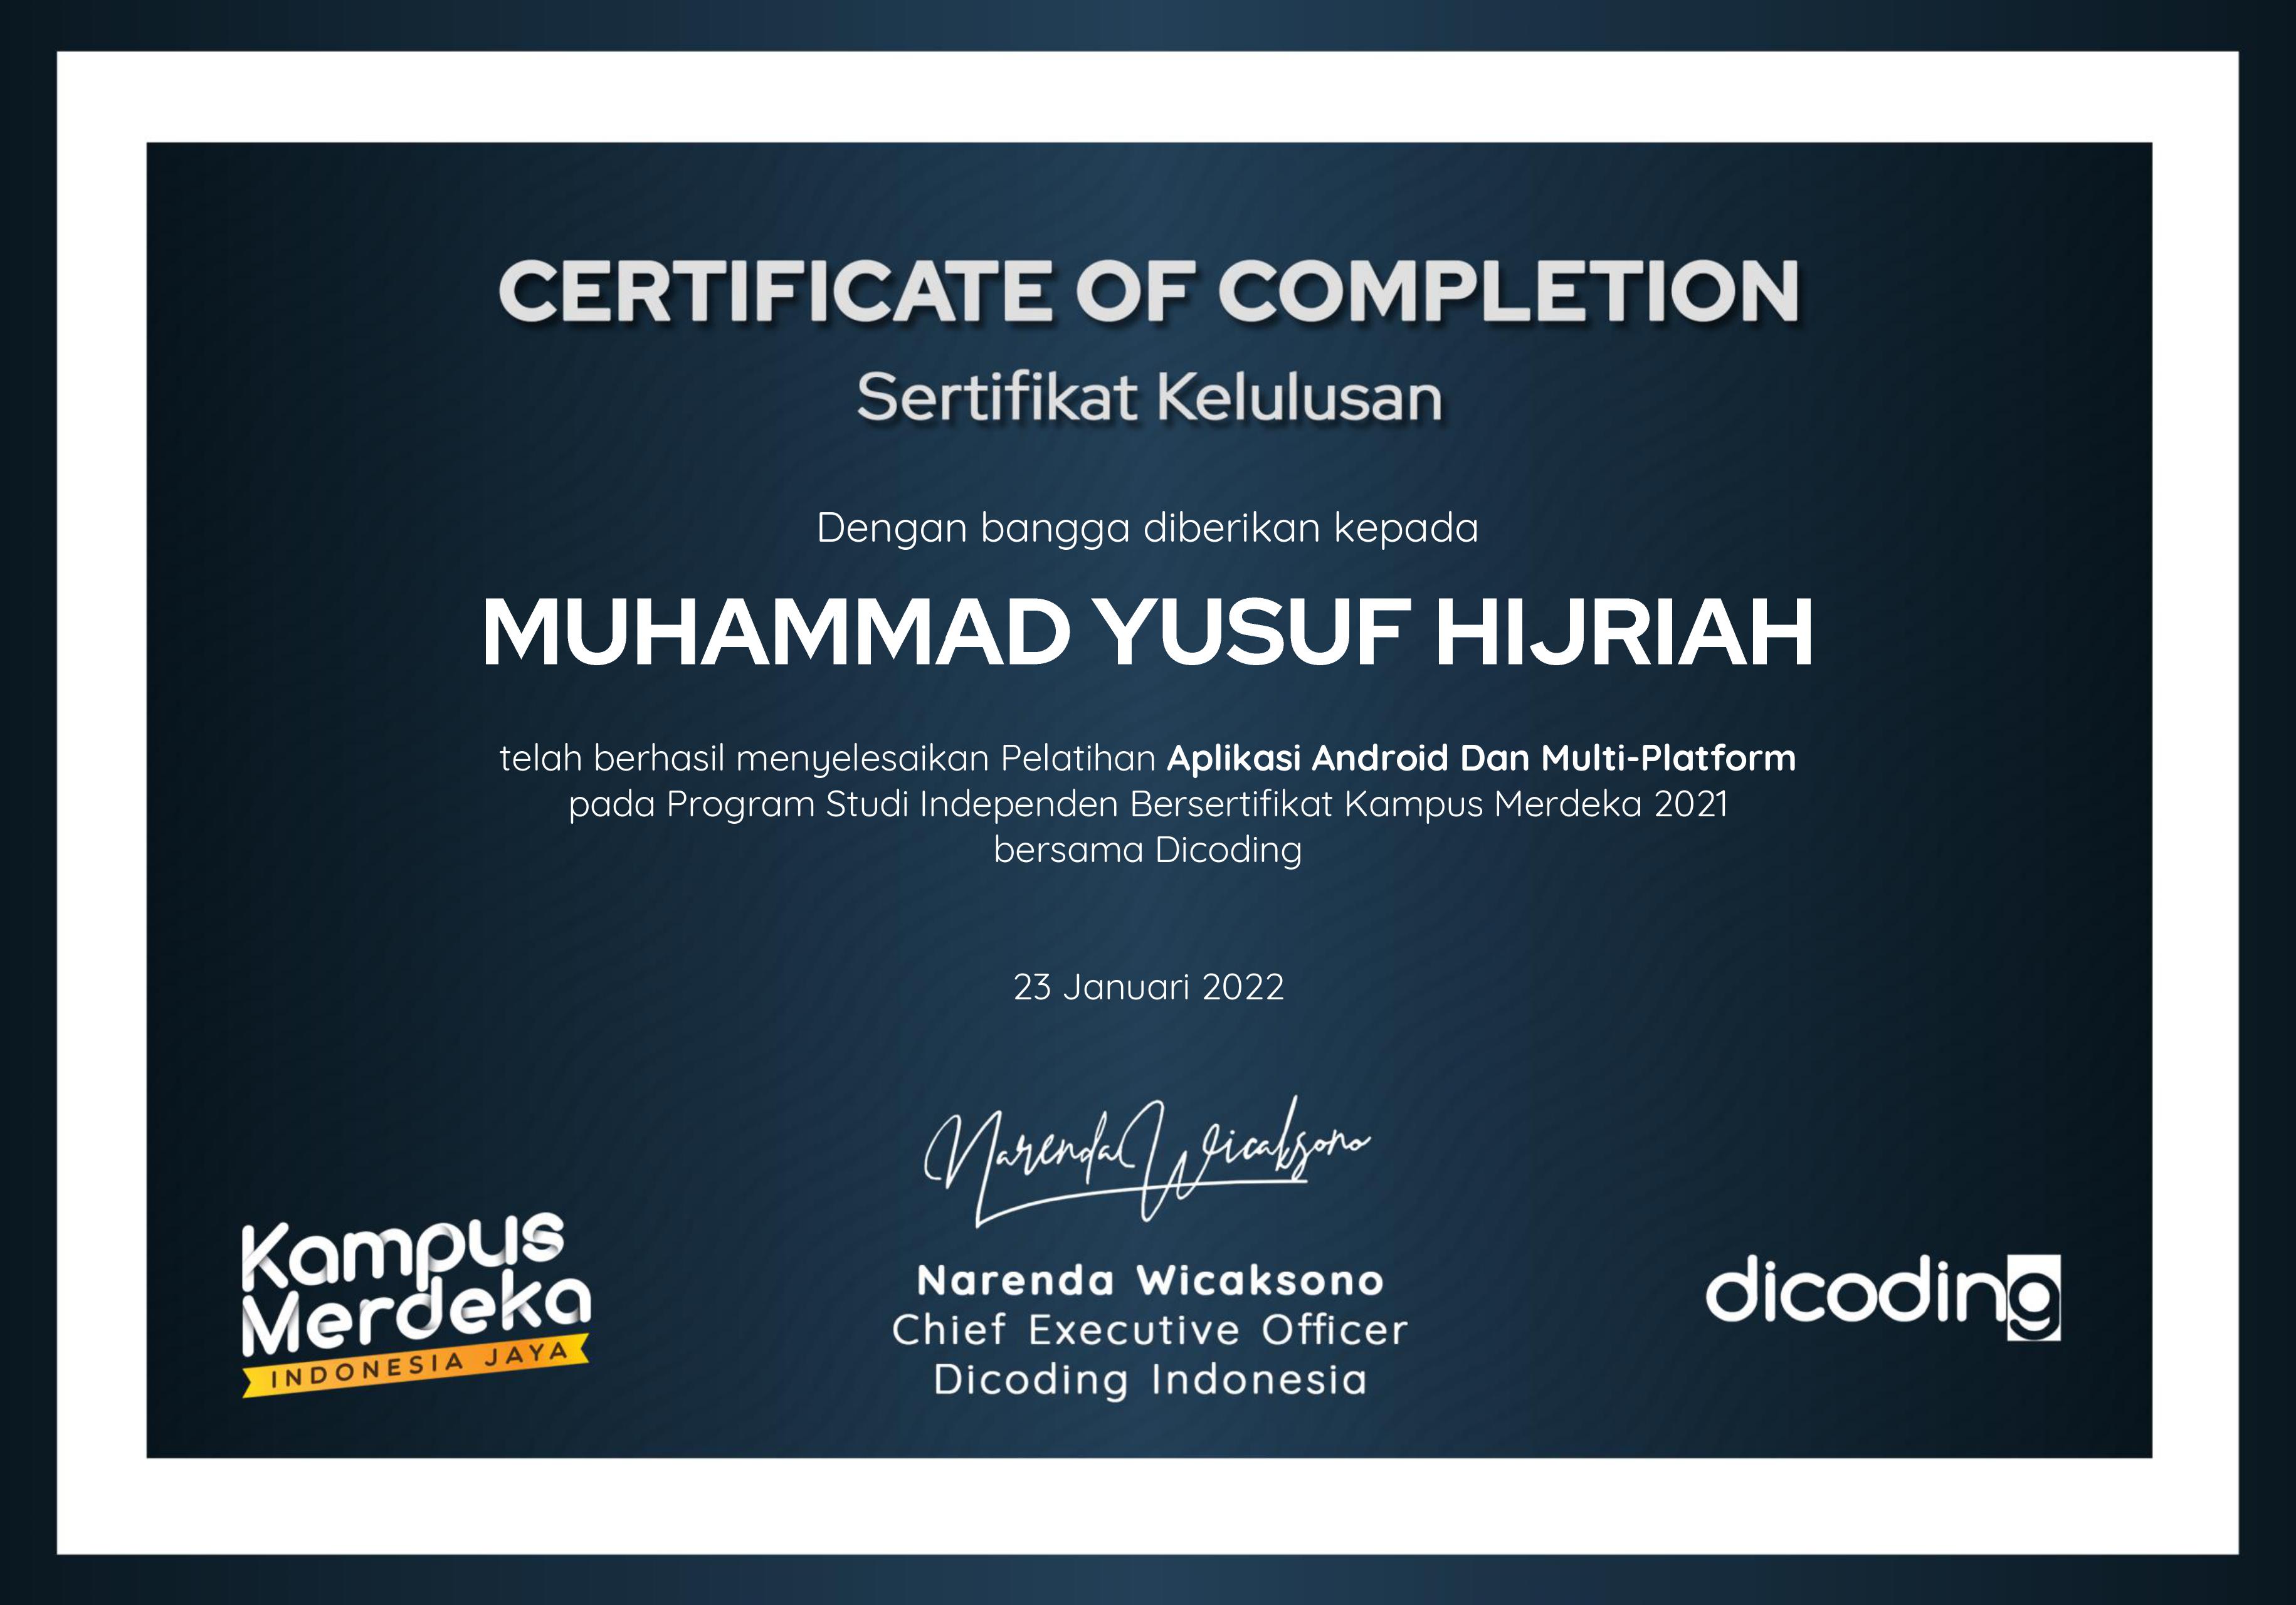 CERTIFICATE OF COMPLETION
Sertifikat Kelulusan
Dengan bangga diberikan kepada
MUHAMMAD YUSUF HIJRIAH
telah berhasil menyelesaikan Pelatihan Aplikasi Android Dan Multi-Platform
pada Program Studi Independen Bersertifikat Kampus Merdeka 2021
bersama Dicoding
23 Januari 2022
Narenda Wicaksono
Narenda Wicaksono
Chief Executive Officer
Dicoding Indonesia
Kampus
Merdeka
INDONESIA JAYA
dicoding